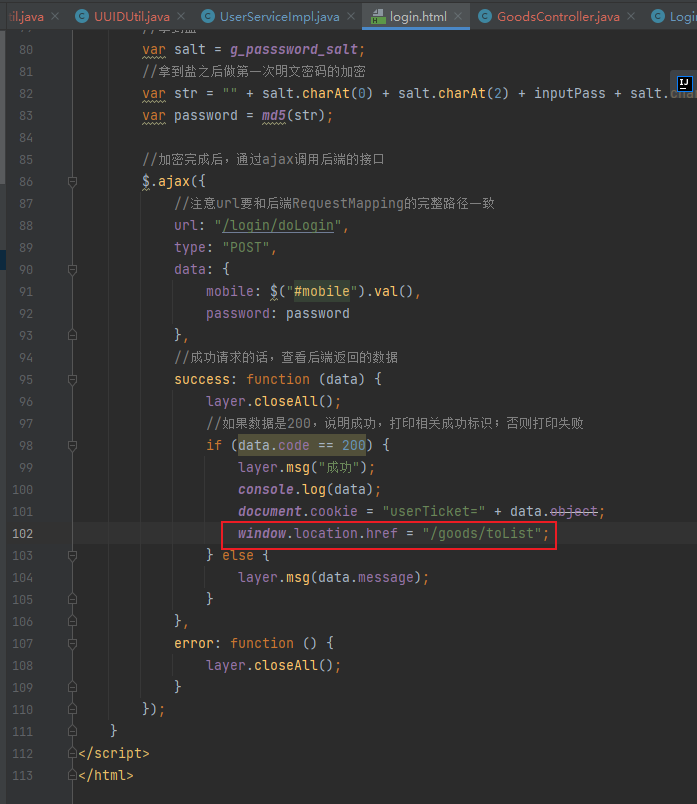 til.java UUIDUtil.java UserServiceImpl.java login.html GoodsController.java Login
80 var salt = g_passsword_salt;
81 //拿到盐之后做第一次明文密码的加密
82 var str = "" + salt.charAt(0) + salt.charAt(2) + inputPass + salt.
83 var password = md5(str);
84
85 //加密完成后，通过ajax调用后端的接口
86 $.ajax({
87 //注意url要和后端RequestMapping的完整路径一致
88 url: "/login/doLogin",
89 type: "POST",
90 data: {
91 mobile: $("#mobile").val(),
92 password: password
93 },
94 //成功请求的话，查看后端返回的数据
95 success: function (data) {
96 layer.closeAll();
97 //如果数据是200，说明成功，打印相关成功标识；否则打印失败
98 if (data.code == 200) {
99 layer.msg("成功");
100 console.log(data);
101 document.cookie = "userTicket=" + data.object;
102 window.location.href = "/goods/toList";
103 } else {
104 layer.msg(data.message);
105 }
106 },
107 error: function () {
108 layer.closeAll();
109 }
110 });
111 }
112 </script>
113 </html>